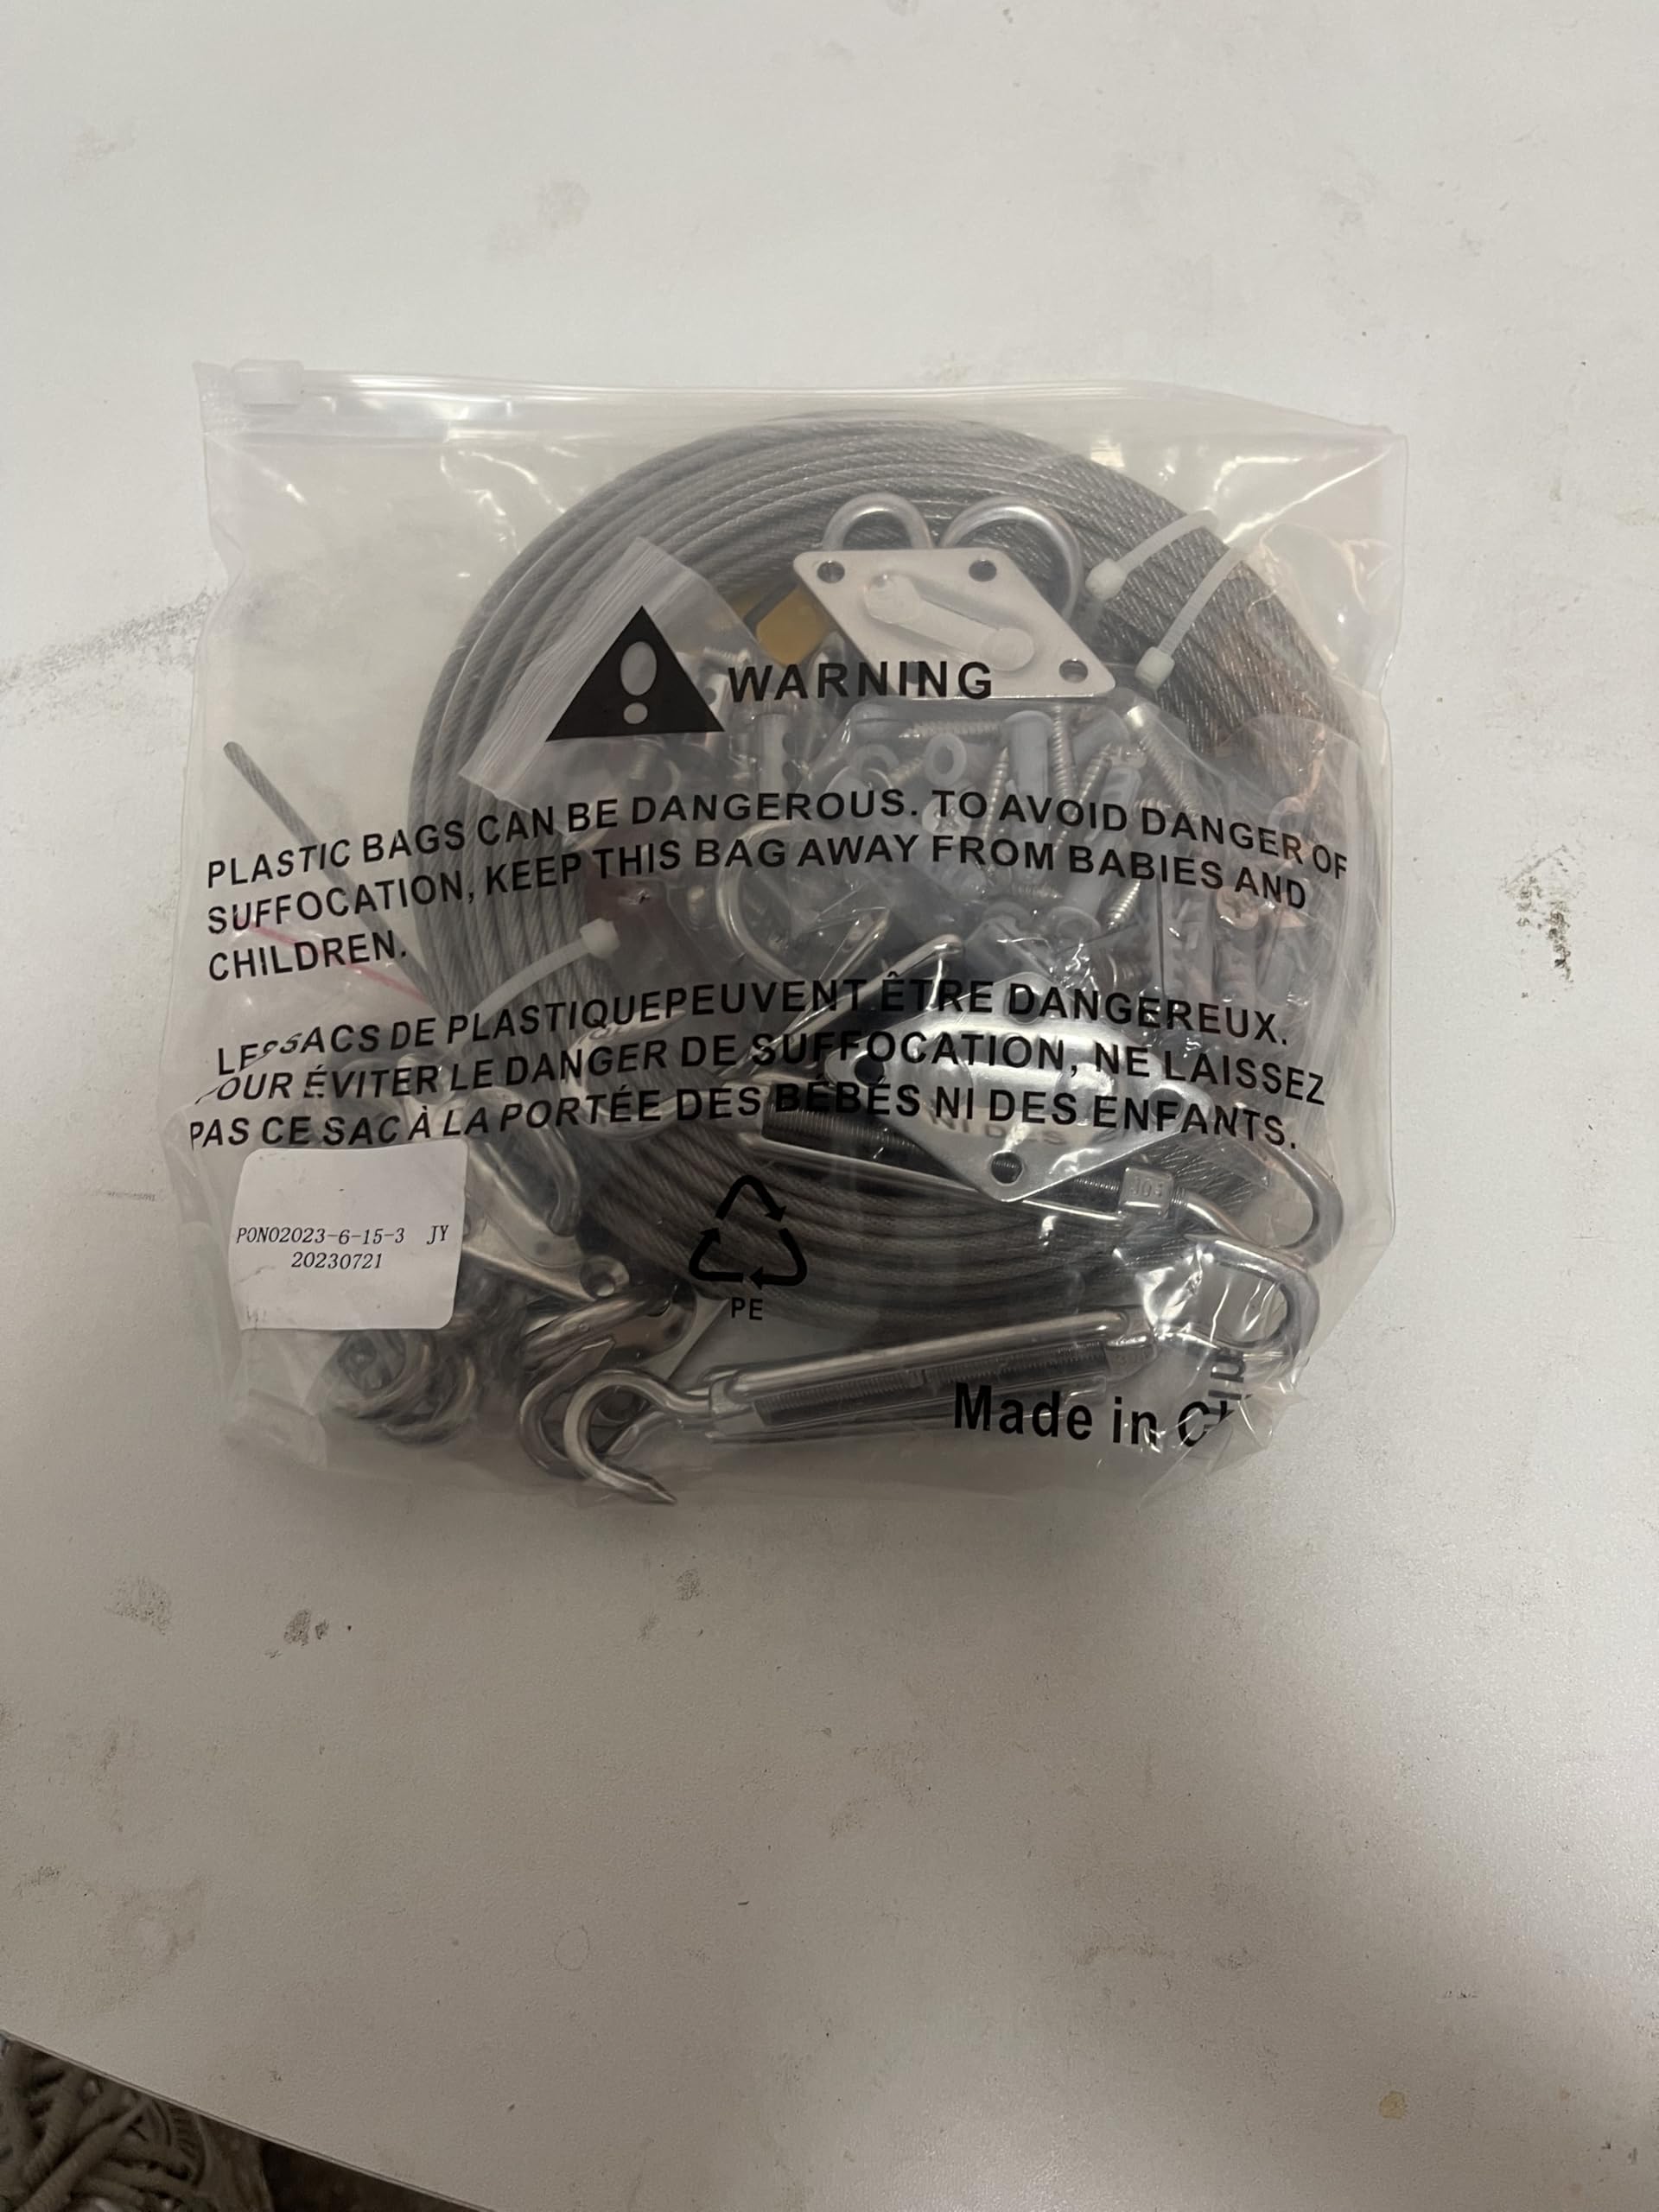 WARNING
PLASTIC BAGS CAN BE DANGEROUS. TO AVOID DANGER OF
SUFFOCATION, KEEP THIS BAG AWAY FROM BABIES AND
CHILDREN.
LES SACS DE PLASTIQUEPEUVENT ÊTRE DANGEREUX.
POUR ÉVITER LE DANGER DE SUFFOCATION, NE LAISSEZ
PAS CE SAC À LA PORTÉE DES BÉBÉS NI DES ENFANTS.
PONO2023-6-15-3 JY
20230721
PE
Made in